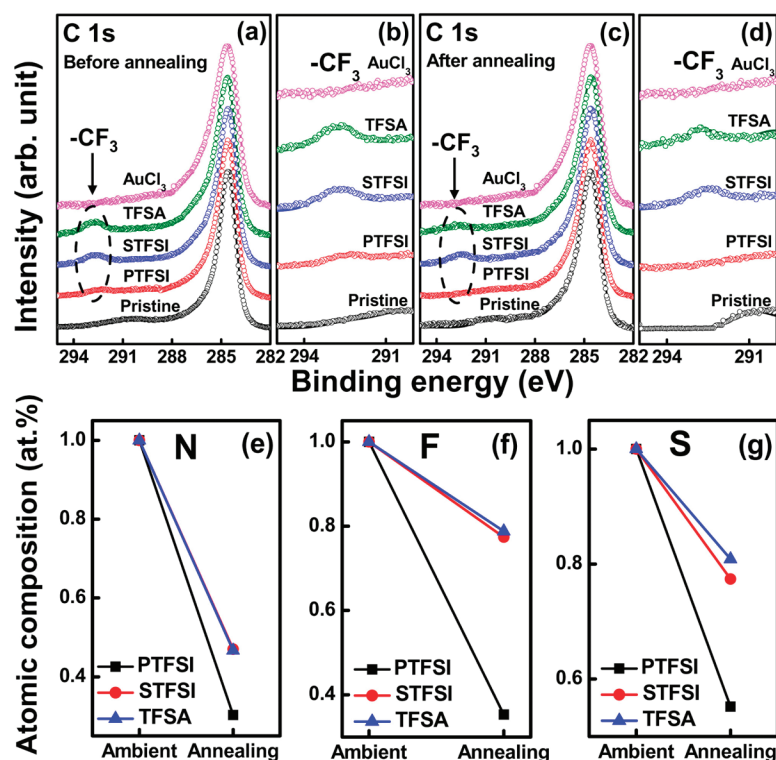 Intensity (arb. unit)
C 1s
(a)
Before annealing
-CF3
AuCl3
TFSA
STFSI
PTFSI
Pristine
294 291 288 285 282
(b)
-CF3
AuCl3
TFSA
STFSI
PTFSI
Pristine
294 291
C 1s
(c)
After annealing
-CF3
AuCl3
TFSA
STFSI
PTFSI
Pristine
294 291 288 285 282
(d)
-CF3
AuCl3
TFSA
STFSI
PTFSI
Pristine
294 291
Binding energy (eV)
Atomic composition (at.%)
N
(e)
1.0
0.8
0.6
0.4
PTFSI
STFSI
TFSA
Ambient Annealing
F
(f)
1.0
0.8
0.6
0.4
PTFSI
STFSI
TFSA
Ambient Annealing
S
(g)
1.0
0.8
0.6
PTFSI
STFSI
TFSA
Ambient Annealing